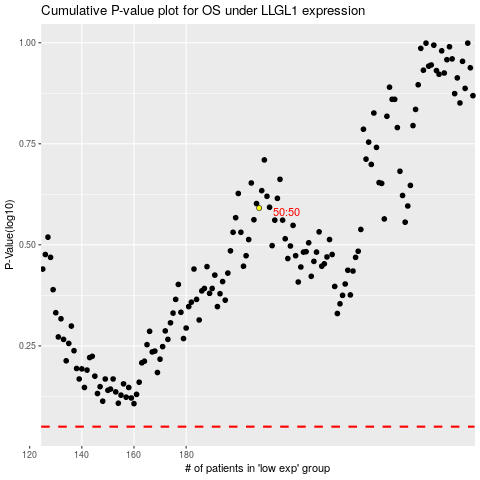 Cumulative P-value plot for OS under LLGL1 expression
P-Value(log10)
1.00
0.75
0.50
0.25
50:50
120 140 160 180
# of patients in 'low exp' group